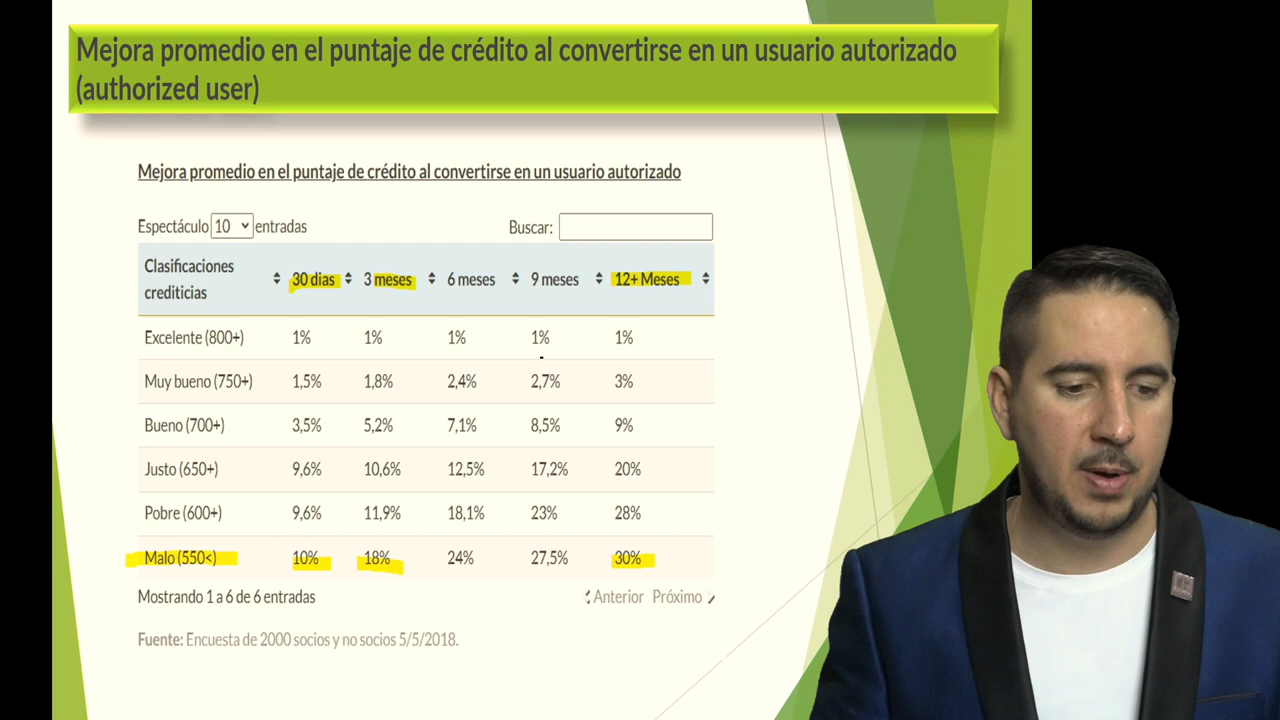 Mejora promedio en el puntaje de crédito al convertirse en un usuario autorizado
(authorized user)
Mejora promedio en el puntaje de crédito al convertirse en un usuario autorizado
Espectáculo 10 entradas Buscar:
Clasificaciones
crediticias 30 dias 3 meses 6 meses 9 meses 12+ Meses
Excelente (800+) 1% 1% 1% 1% 1%
Muy bueno (750+) 1,5% 1,8% 2,4% 2,7% 3%
Bueno (700+) 3,5% 5,2% 7,1% 8,5% 9%
Justo (650+) 9,6% 10,6% 12,5% 17,2% 20%
Pobre (600+) 9,6% 11,9% 18,1% 23% 28%
Malo (550<) 10% 18% 24% 27,5% 30%
Mostrando 1 a 6 de 6 entradas Anterior Próximo
Fuente: Encuesta de 2000 socios y no socios 5/5/2018.